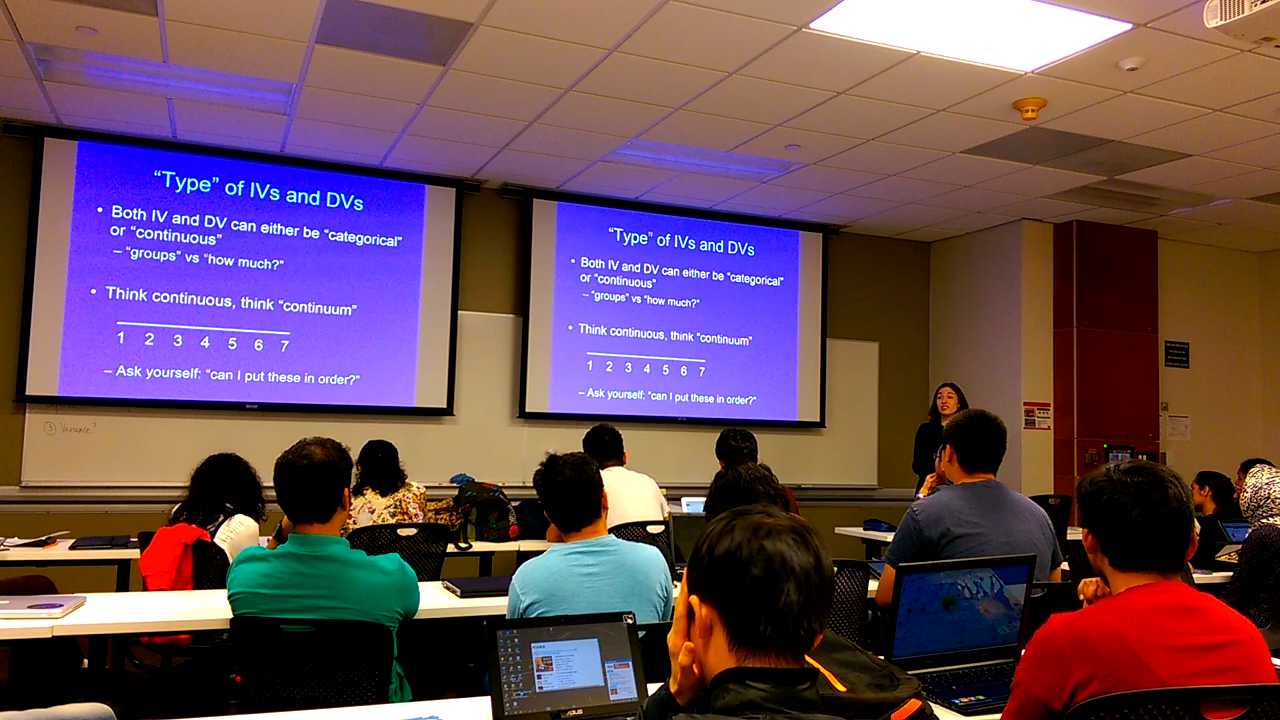 “Type” of IVs and DVs
• Both IV and DV can either be “categorical”
or “continuous”
– “groups” vs “how much?”
• Think continuous, think “continuum”
1 2 3 4 5 6 7
– Ask yourself: “can I put these in order?”
“Type” of IVs and DVs
• Both IV and DV can either be “categorical”
or “continuous”
– “groups” vs “how much?”
• Think continuous, think “continuum”
1 2 3 4 5 6 7
– Ask yourself: “can I put these in order?”
③ Variance?
ASUS